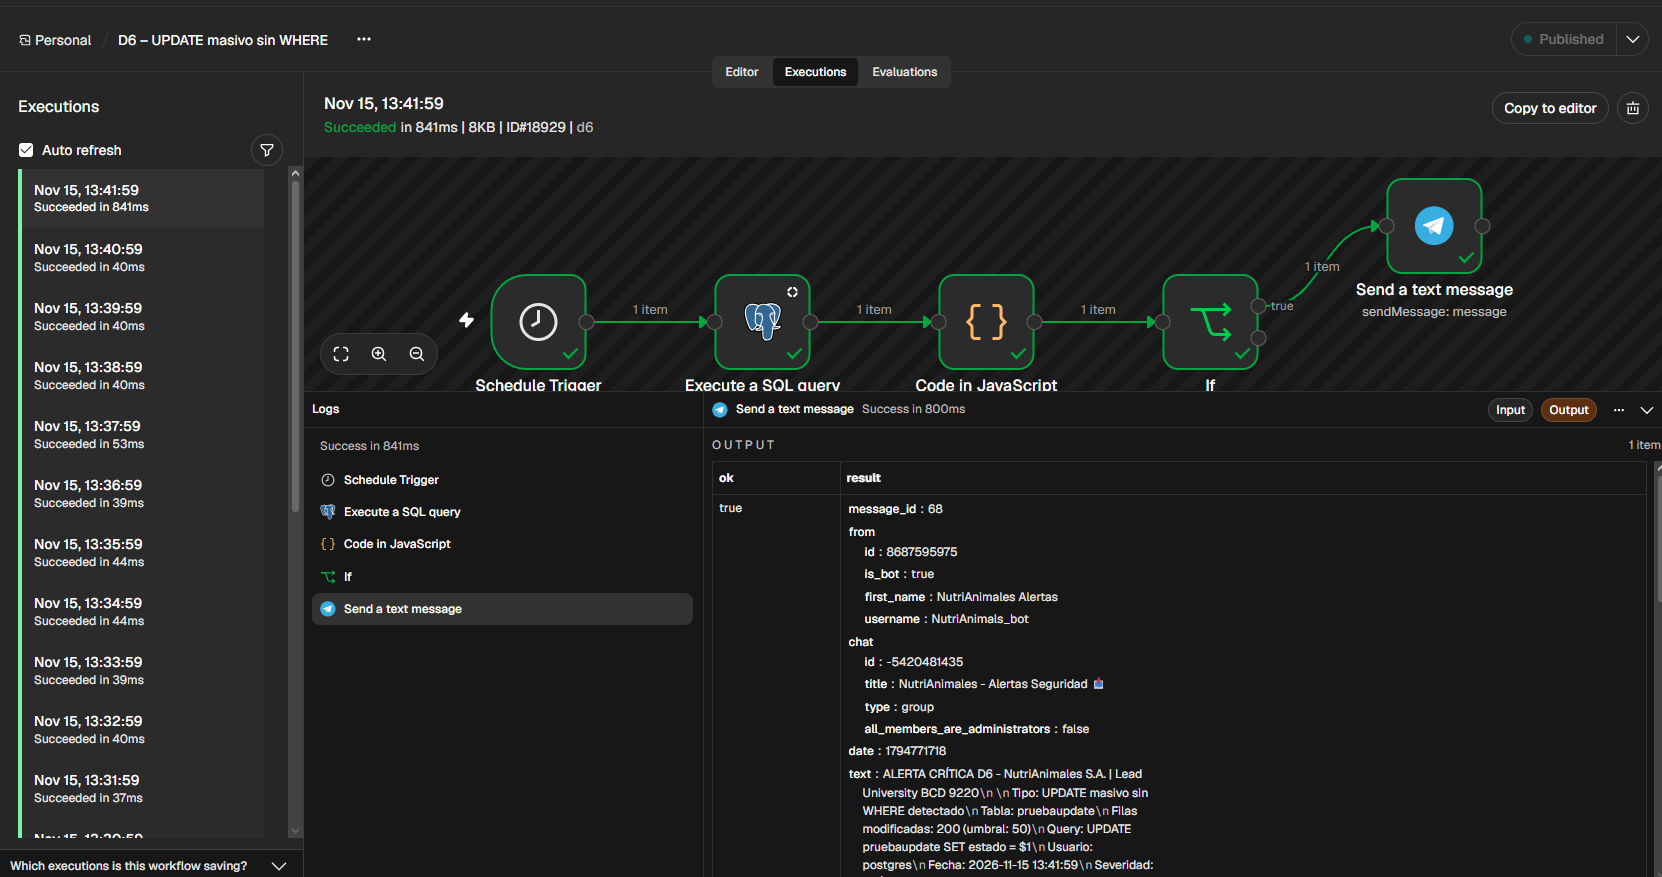 Personal / D6 – UPDATE masivo sin WHERE ...
Published
Editor Executions Evaluations
Executions
Auto refresh
Nov 15, 13:41:59
Succeeded in 841ms
Nov 15, 13:40:59
Succeeded in 40ms
Nov 15, 13:39:59
Succeeded in 40ms
Nov 15, 13:38:59
Succeeded in 40ms
Nov 15, 13:37:59
Succeeded in 53ms
Nov 15, 13:36:59
Succeeded in 39ms
Nov 15, 13:35:59
Succeeded in 44ms
Nov 15, 13:34:59
Succeeded in 44ms
Nov 15, 13:33:59
Succeeded in 39ms
Nov 15, 13:32:59
Succeeded in 40ms
Nov 15, 13:31:59
Succeeded in 37ms
Nov 15, 13:30:59
Which executions is this workflow saving?
Nov 15, 13:41:59
Succeeded in 841ms | 8KB | ID#18929 | d6
Copy to editor
1 item
1 item
1 item
true
1 item
Schedule Trigger
Execute a SQL query
Code in JavaScript
If
Send a text message
sendMessage: message
Logs
Success in 841ms
Schedule Trigger
Execute a SQL query
Code in JavaScript
If
Send a text message
Send a text message Success in 800ms
Input Output ...
OUTPUT
1 item
ok result
true
message_id : 68
from
id : 8687595975
is_bot : true
first_name : NutriAnimales Alertas
username : NutriAnimals_bot
chat
id : -5420481435
title : NutriAnimales - Alertas Seguridad
type : group
all_members_are_administrators : false
date : 1794771718
text : ALERTA CRÍTICA D6 - NutriAnimales S.A. | Lead
University BCD 9220\n \n Tipo: UPDATE masivo sin
WHERE detectado\n Tabla: pruebaupdate\n Filas
modificadas: 200 (umbral: 50)\n Query: UPDATE
pruebaupdate SET estado = $1\n Usuario:
postgres\n Fecha: 2026-11-15 13:41:59\n Severidad: